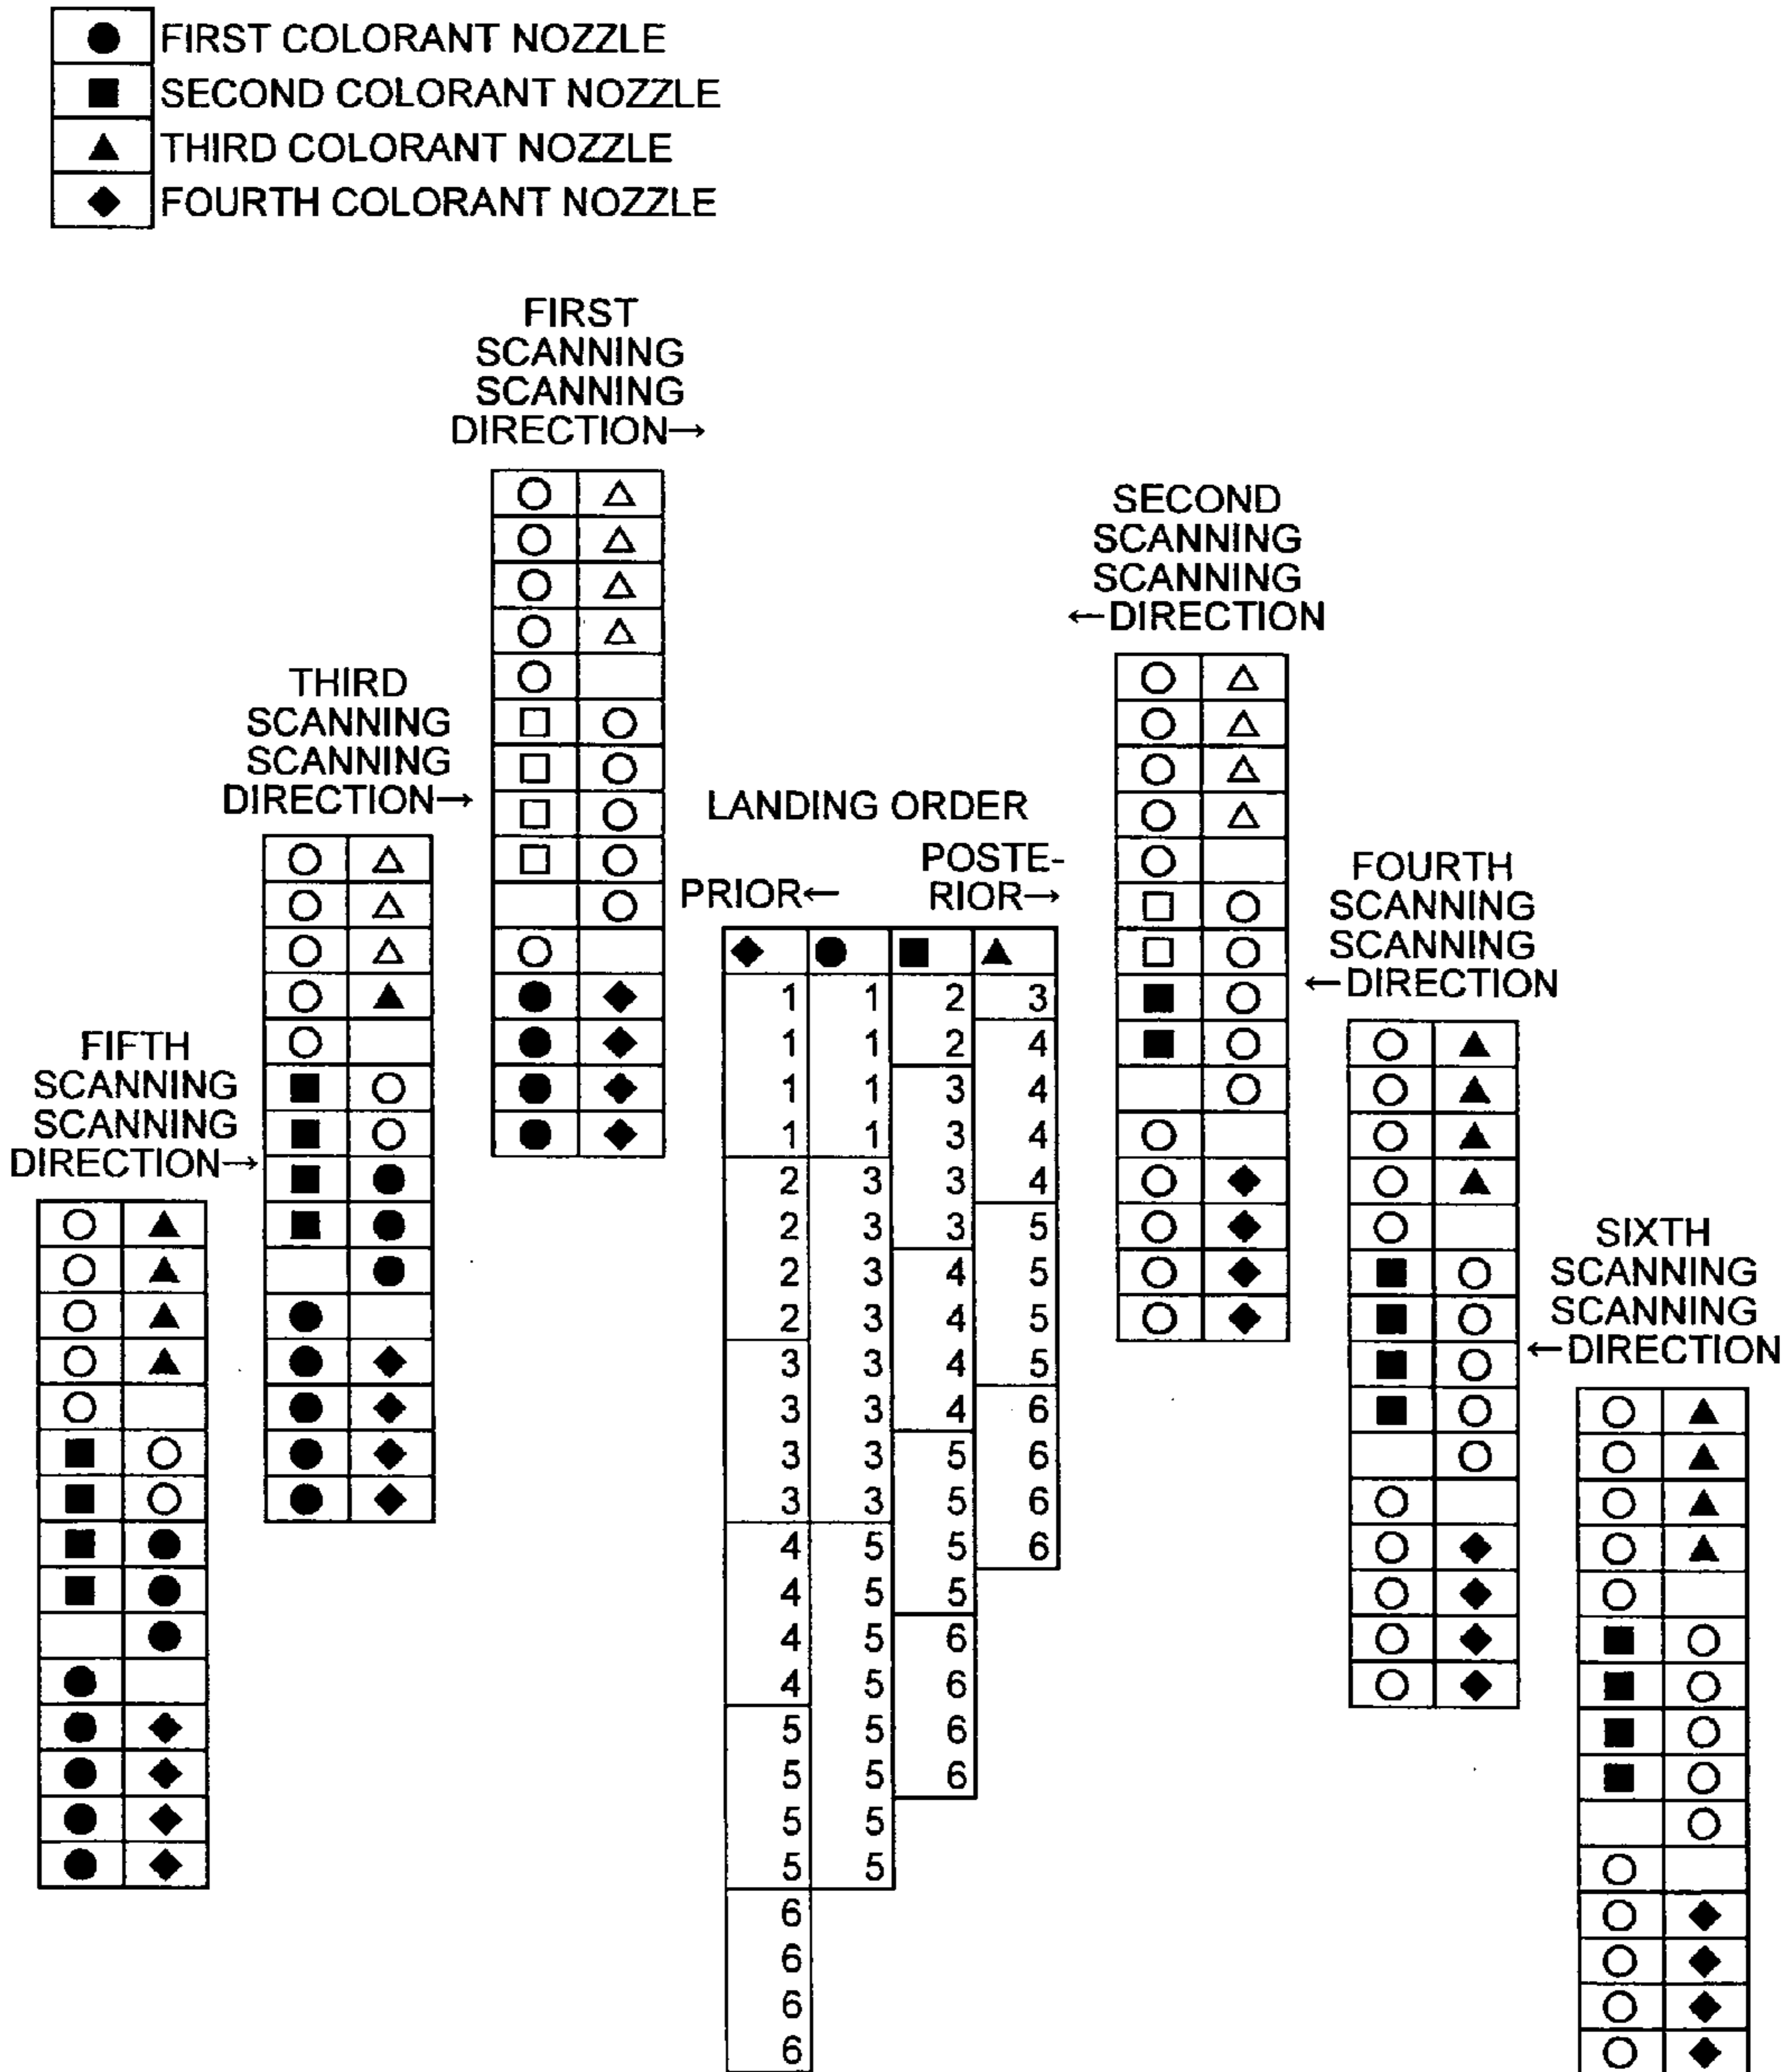 FIRST COLORANT NOZZLE
SECOND COLORANT NOZZLE
THIRD COLORANT NOZZLE
FOURTH COLORANT NOZZLE
FIRST
SCANNING
SCANNING
DIRECTION→
SECOND
SCANNING
SCANNING
←DIRECTION
THIRD
SCANNING
SCANNING
DIRECTION→
LANDING ORDER
PRIOR←
POSTE-
RIOR→
FOURTH
SCANNING
SCANNING
←DIRECTION
FIFTH
SCANNING
SCANNING
DIRECTION→
SIXTH
SCANNING
SCANNING
←DIRECTION
1 1 2 3
1 1 2 4
1 1 3 4
1 1 3 4
2 3 3 4
2 3 3 5
2 3 4 5
2 3 4 5
3 3 4 5
3 3 4 6
3 3 5 6
3 3 5 6
4 5 5 6
4 5 5
4 5 6
4 5 6
5 5 6
5 5 6
5 5
5 5
6
6
6
6